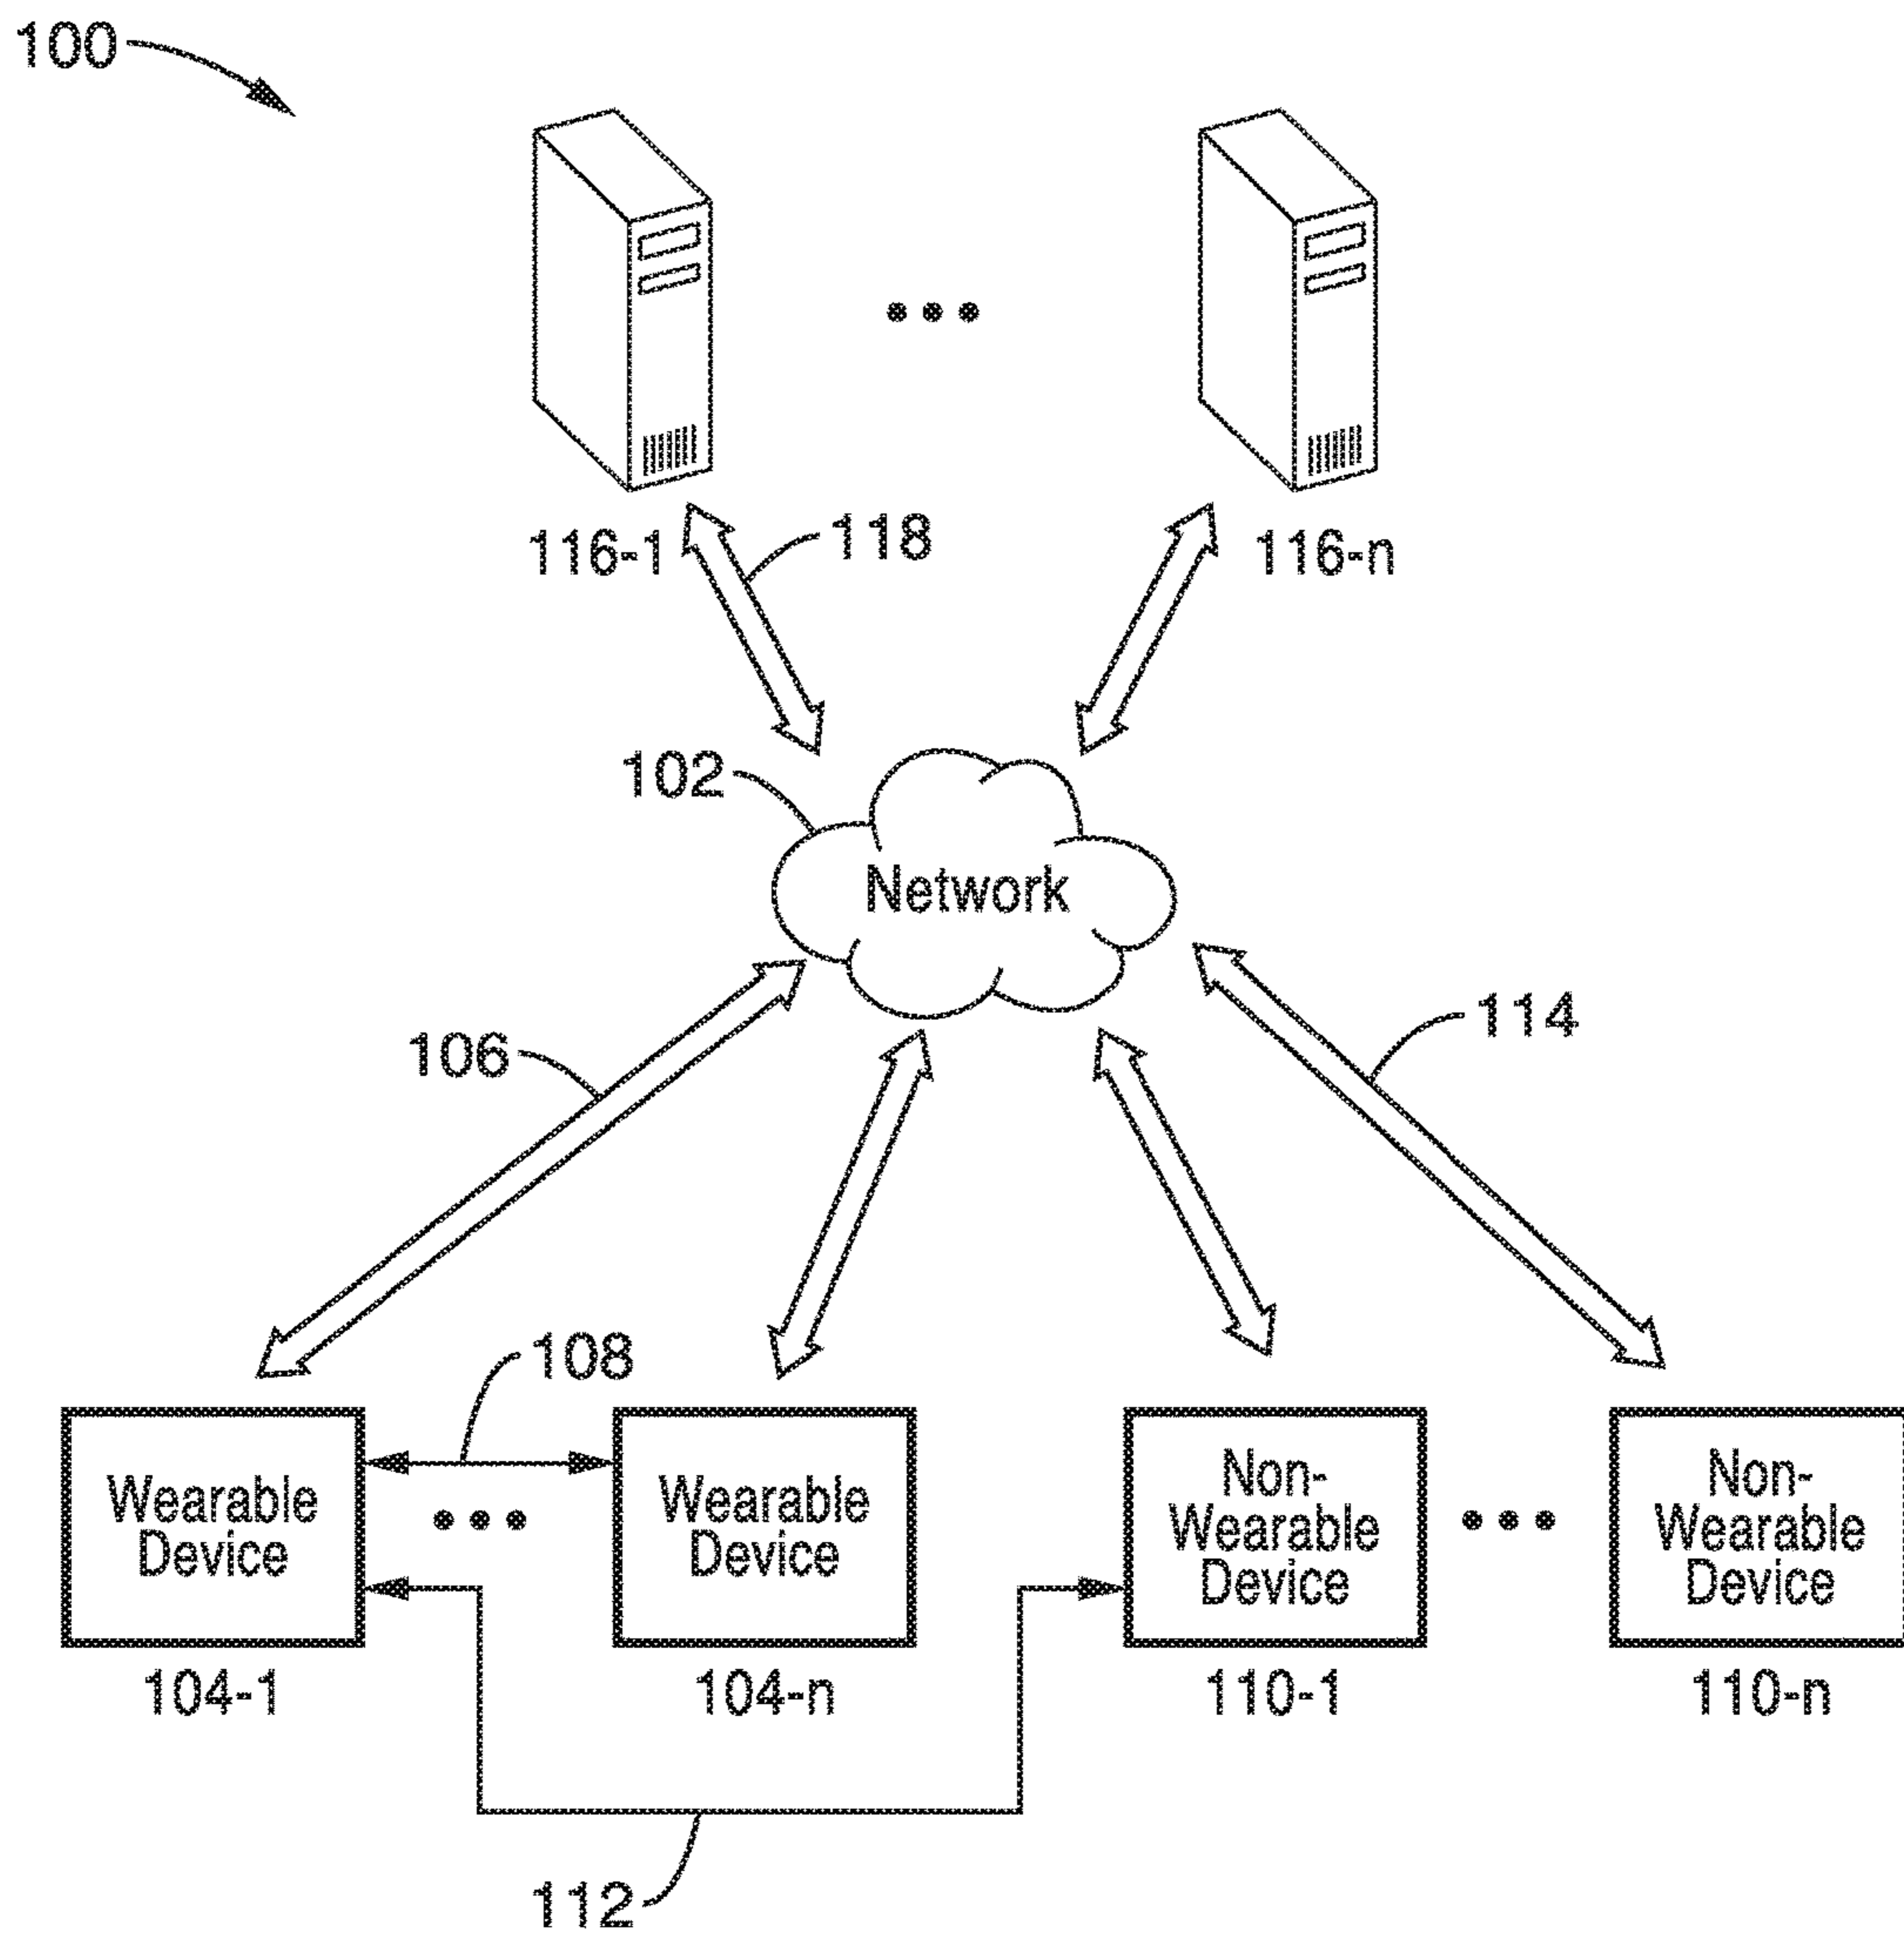 100
116-1
118
116-n
102
Network
106
114
108
Wearable
Device
Wearable
Device
Non-
Wearable
Device
Non-
Wearable
Device
104-1
104-n
110-1
110-n
112